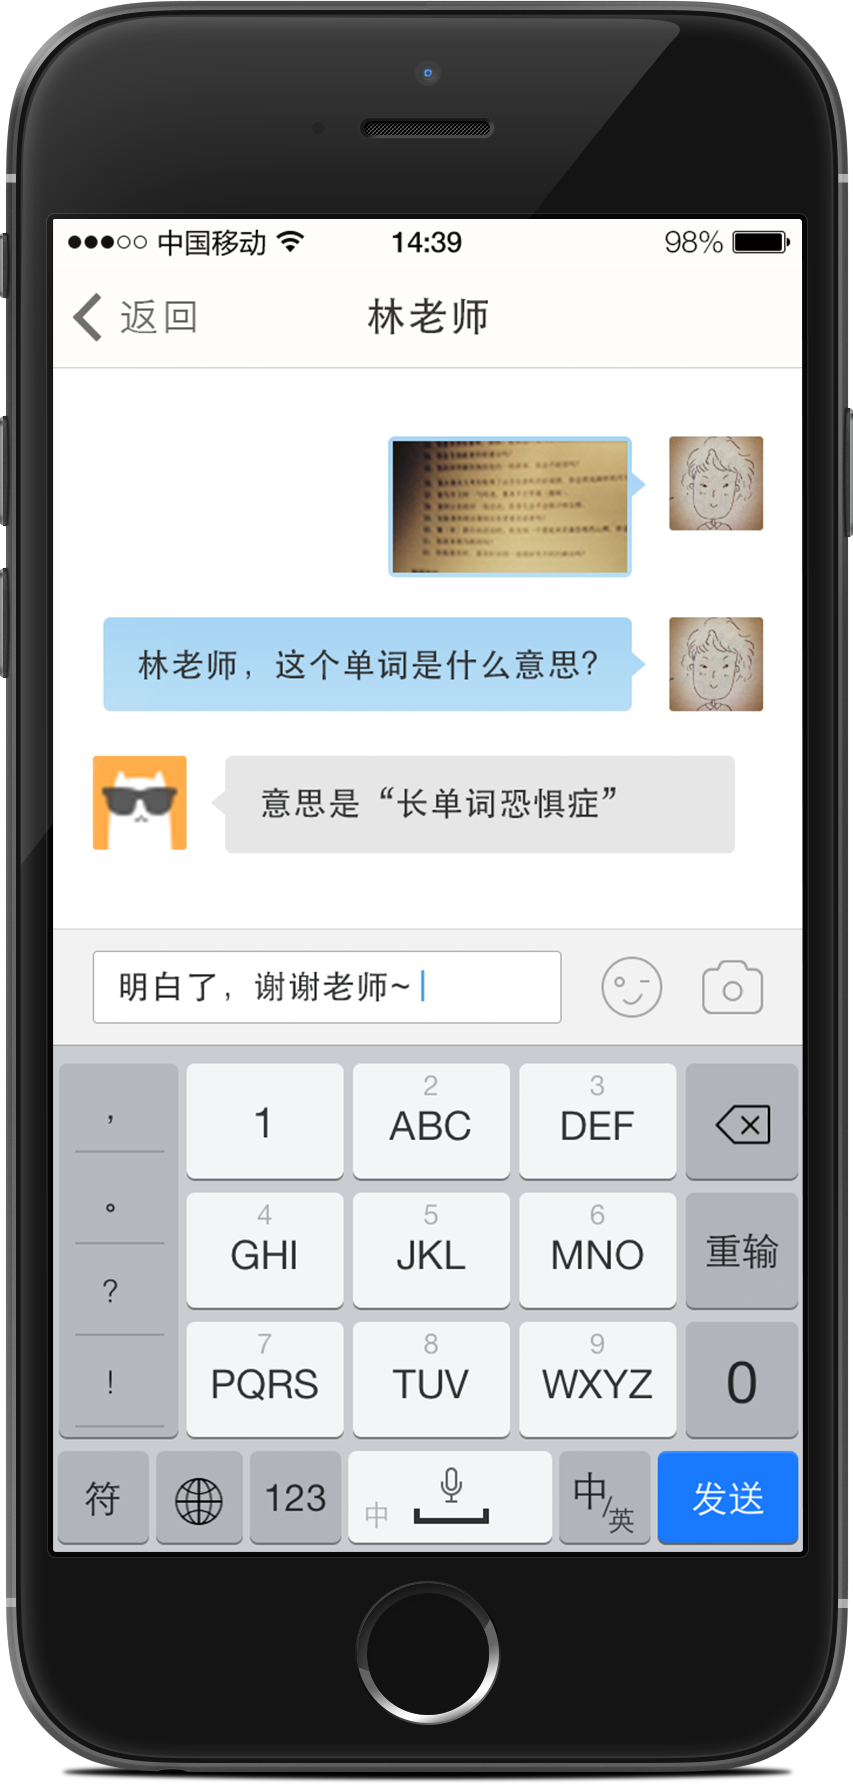 中国移动 14:39 98%
返回 林老师
林老师，这个单词是什么意思？
意思是“长单词恐惧症”
明白了，谢谢老师~
， 1 2 ABC 3 DEF
。 4 GHI 5 JKL 6 MNO 重输
? 7 PQRS 8 TUV 9 WXYZ 0
!
符 123 中 中/英 发送